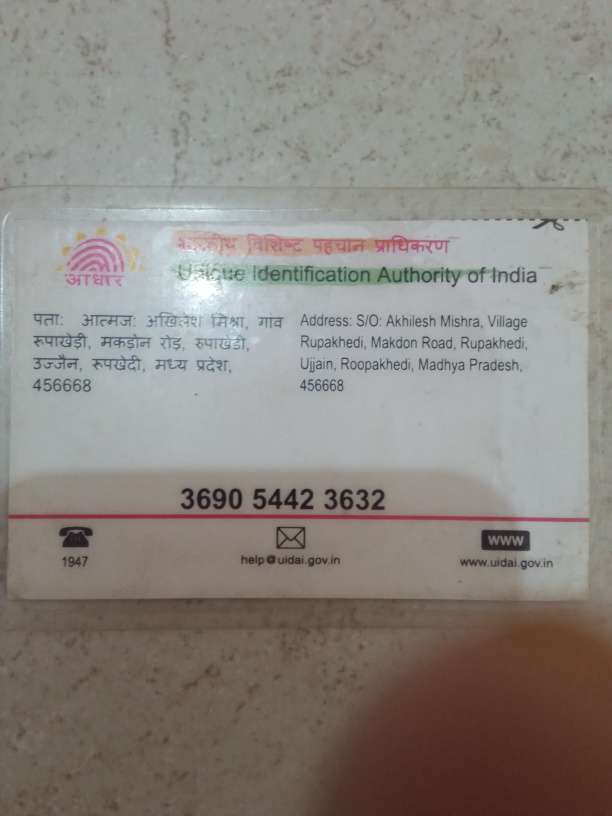 आधार
भारतीय विशिष्ट पहचान प्राधिकरण
Unique Identification Authority of India
पता: आत्मज: अखिलेश मिश्रा, गाव
रूपाखेड़ी, मकडोन रोड़, रुपाखेडी,
उज्जैन, रूपखेदी, मध्य प्रदेश,
456668
Address: S/O: Akhilesh Mishra, Village
Rupakhedi, Makdon Road, Rupakhedi,
Ujjain, Roopakhedi, Madhya Pradesh,
456668
3690 5442 3632
1947
help@uidai.gov.in
www
www.uidai.gov.in